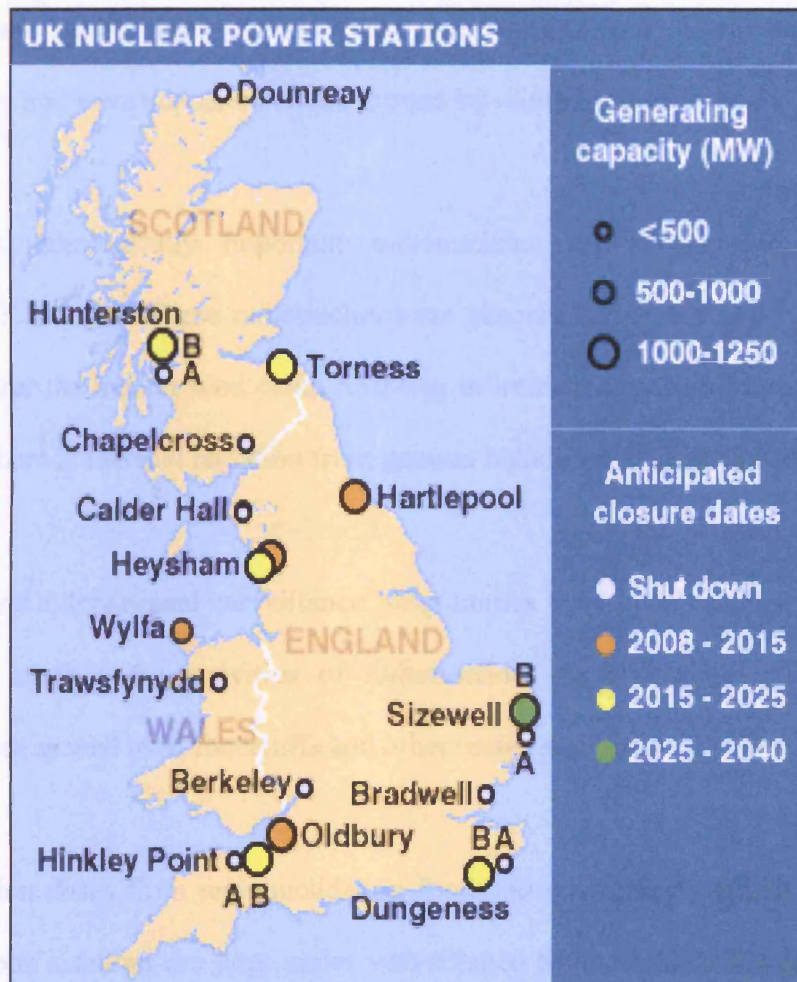 UK NUCLEAR POWER STATIONS
Dounreay
SCOTLAND
Hunterston
B
A
Torness
Chapelcross
Calder Hall
Hartlepool
Heysham
Wylfa
ENGLAND
Trawsfynydd
B
Sizewell
A
WALES
Berkeley
Bradwell
Oldbury
B A
Hinkley Point
A B
Dungeness
Generating
capacity (MW)
<500
500-1000
1000-1250
Anticipated
closure dates
Shut down
2008 - 2015
2015 - 2025
2025 - 2040